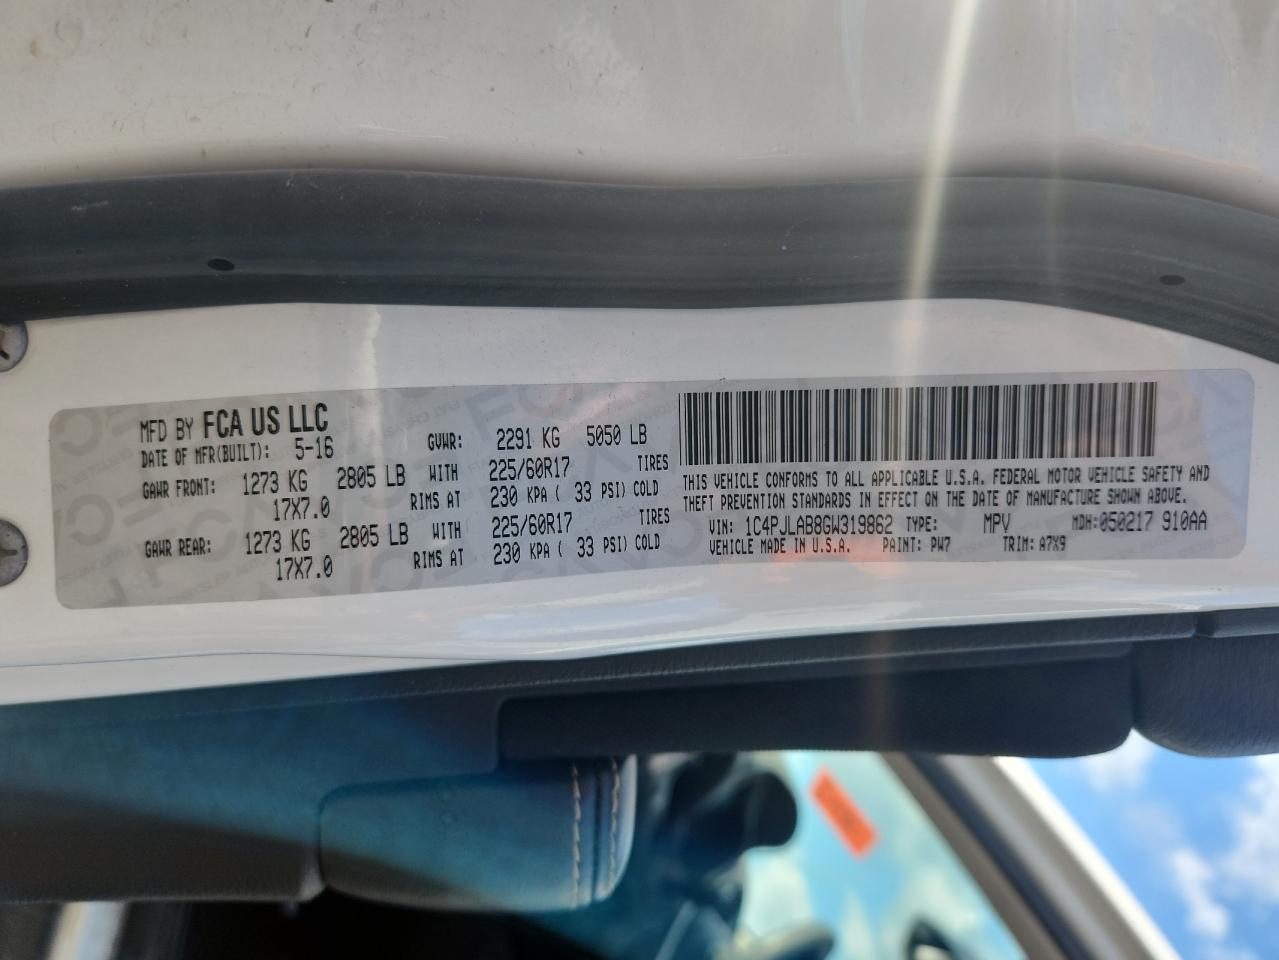 MFD BY FCA US LLC
DATE OF MFR(BUILT): 5-16 GVWR: 2291 KG 5050 LB
GAWR FRONT: 1273 KG 2805 LB WITH 225/60R17 TIRES
17X7.0 RIMS AT 230 KPA ( 33 PSI) COLD
GAWR REAR: 1273 KG 2805 LB WITH 225/60R17 TIRES
17X7.0 RIMS AT 230 KPA ( 33 PSI) COLD
THIS VEHICLE CONFORMS TO ALL APPLICABLE U.S.A. FEDERAL MOTOR VEHICLE SAFETY AND
THEFT PREVENTION STANDARDS IN EFFECT ON THE DATE OF MANUFACTURE SHOWN ABOVE.
VIN: 1C4PJLAB8GW319862 TYPE: MPV MDH:050217 910AA
VEHICLE MADE IN U.S.A. PAINT: PW7 TRIM: A7X9